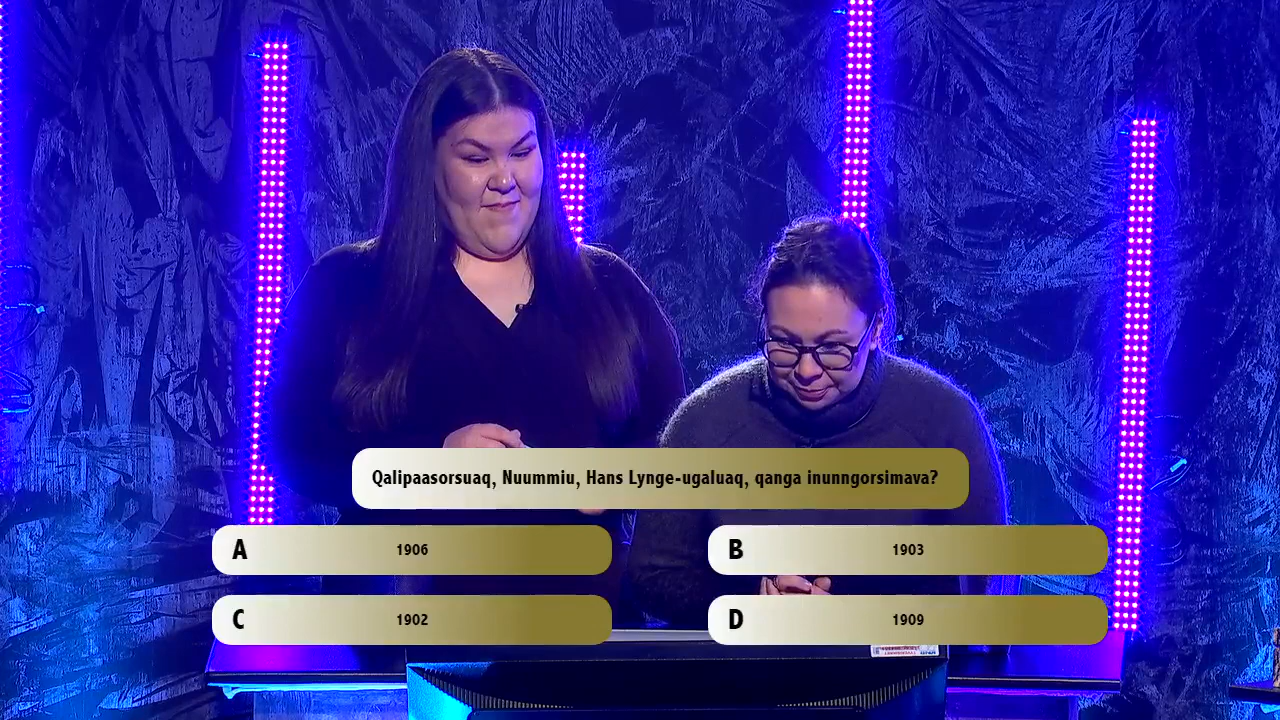 Qalipaasorsuaq, Nuummiu, Hans Lynge-ugaluaq, qanga inunngorsimava?
A 1906
B 1903
C 1902
D 1909